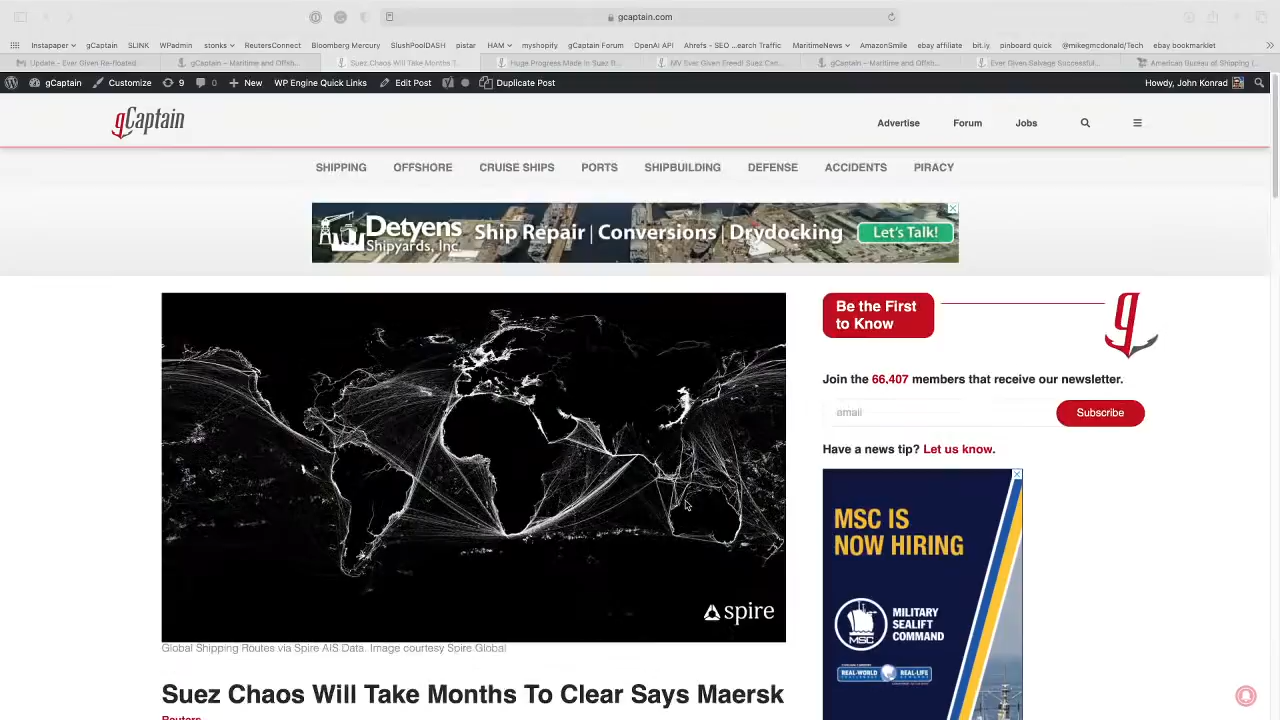 gcaptain.com
Instapaper gCaptain SLINK WPadmin stonks ReutersConnect Bloomberg Mercury SlushPoolDASH pistar HAM myshopify gCaptain Forum OpenAI API Ahrefs - SEO ...earch Traffic MaritimeNews AmazonSmile ebay affiliate bit.ly pinboard quick @mikegmcdonald/Tech ebay bookmarklet
Update - Ever Given Re-floated... gCaptain – Maritime and Offsh... Suez Chaos Will Take Months T... Huge Progress Made in Suez R... MV Ever Given Freed! Suez Can... gCaptain – Maritime and Offsh... Ever Given Salvage Successful... American Bureau of Shipping (...
gCaptain Customize 9 0 New WP Engine Quick Links Edit Post Duplicate Post Howdy, John Konrad
gCaptain
Advertise Forum Jobs
SHIPPING OFFSHORE CRUISE SHIPS PORTS SHIPBUILDING DEFENSE ACCIDENTS PIRACY
Detyens
Shipyards, Inc.
Ship Repair | Conversions | Drydocking
Let's Talk!
spire
Global Shipping Routes via Spire AIS Data. Image courtesy Spire Global
Suez Chaos Will Take Months To Clear Says Maersk
Reuters
Be the First
to Know
g
Join the 66,407 members that receive our newsletter.
email
Subscribe
Have a news tip? Let us know.
MSC IS
NOW HIRING
MSC
MILITARY
SEALIFT
COMMAND
REAL-WORLD
REAL-LIFE